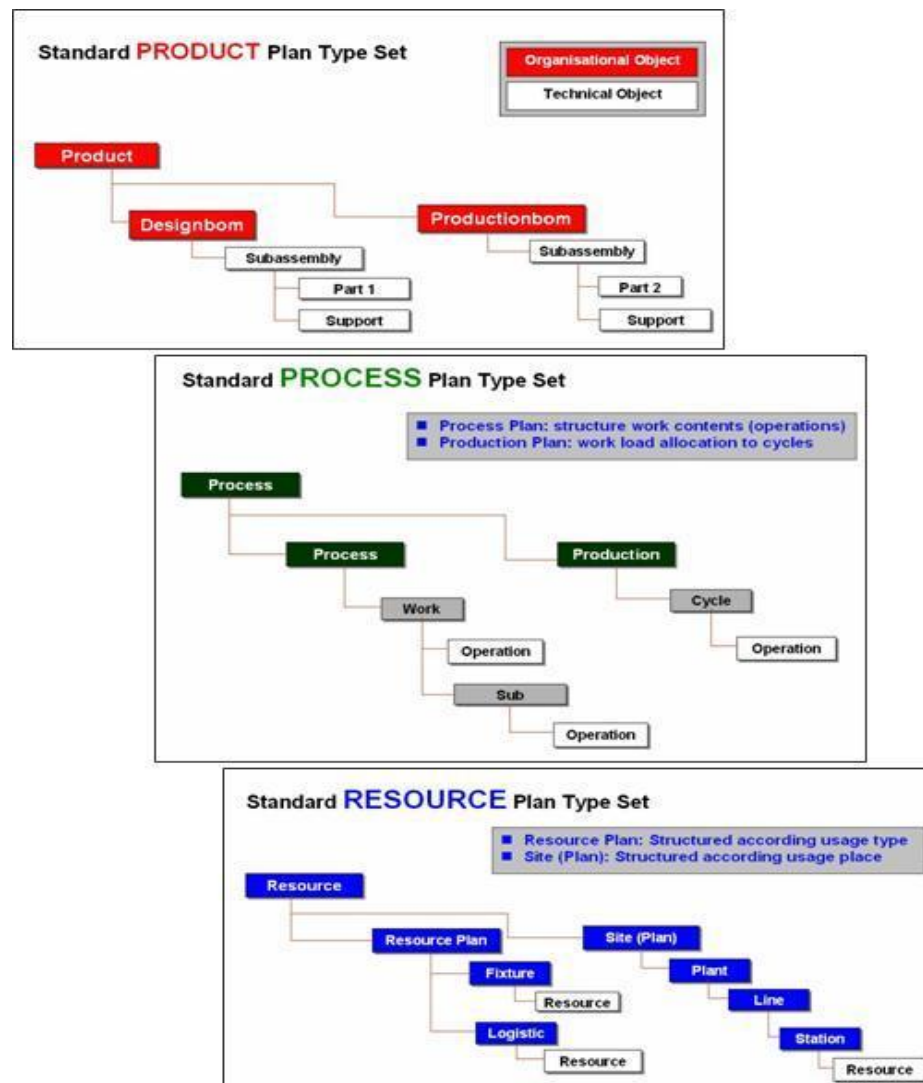 Standard PRODUCT Plan Type Set
Organisational Object
Technical Object
Product
Designbom
Productionbom
Subassembly
Subassembly
Part 1
Part 2
Support
Support
Standard PROCESS Plan Type Set
Process Plan: structure work contents (operations)
Production Plan: work load allocation to cycles
Process
Process
Production
Work
Cycle
Operation
Operation
Sub
Operation
Standard RESOURCE Plan Type Set
Resource Plan: Structured according usage type
Site (Plan): Structured according usage place
Resource
Resource Plan
Site (Plan)
Fixture
Plant
Resource
Line
Logistic
Station
Resource
Resource